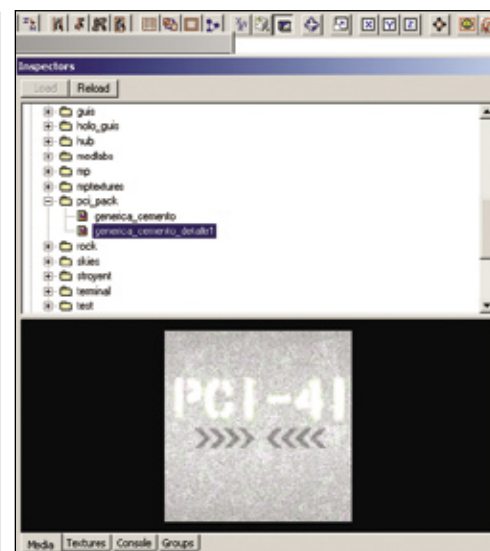 Inspectors
Load Reload
guis
holo_guis
hub
medlabs
mp
mptextures
pci_pack
generica_cemento
generica_cemento_detalle1
rock
skies
stroyent
terminal
test
PCI-41
Media Textures Console Groups